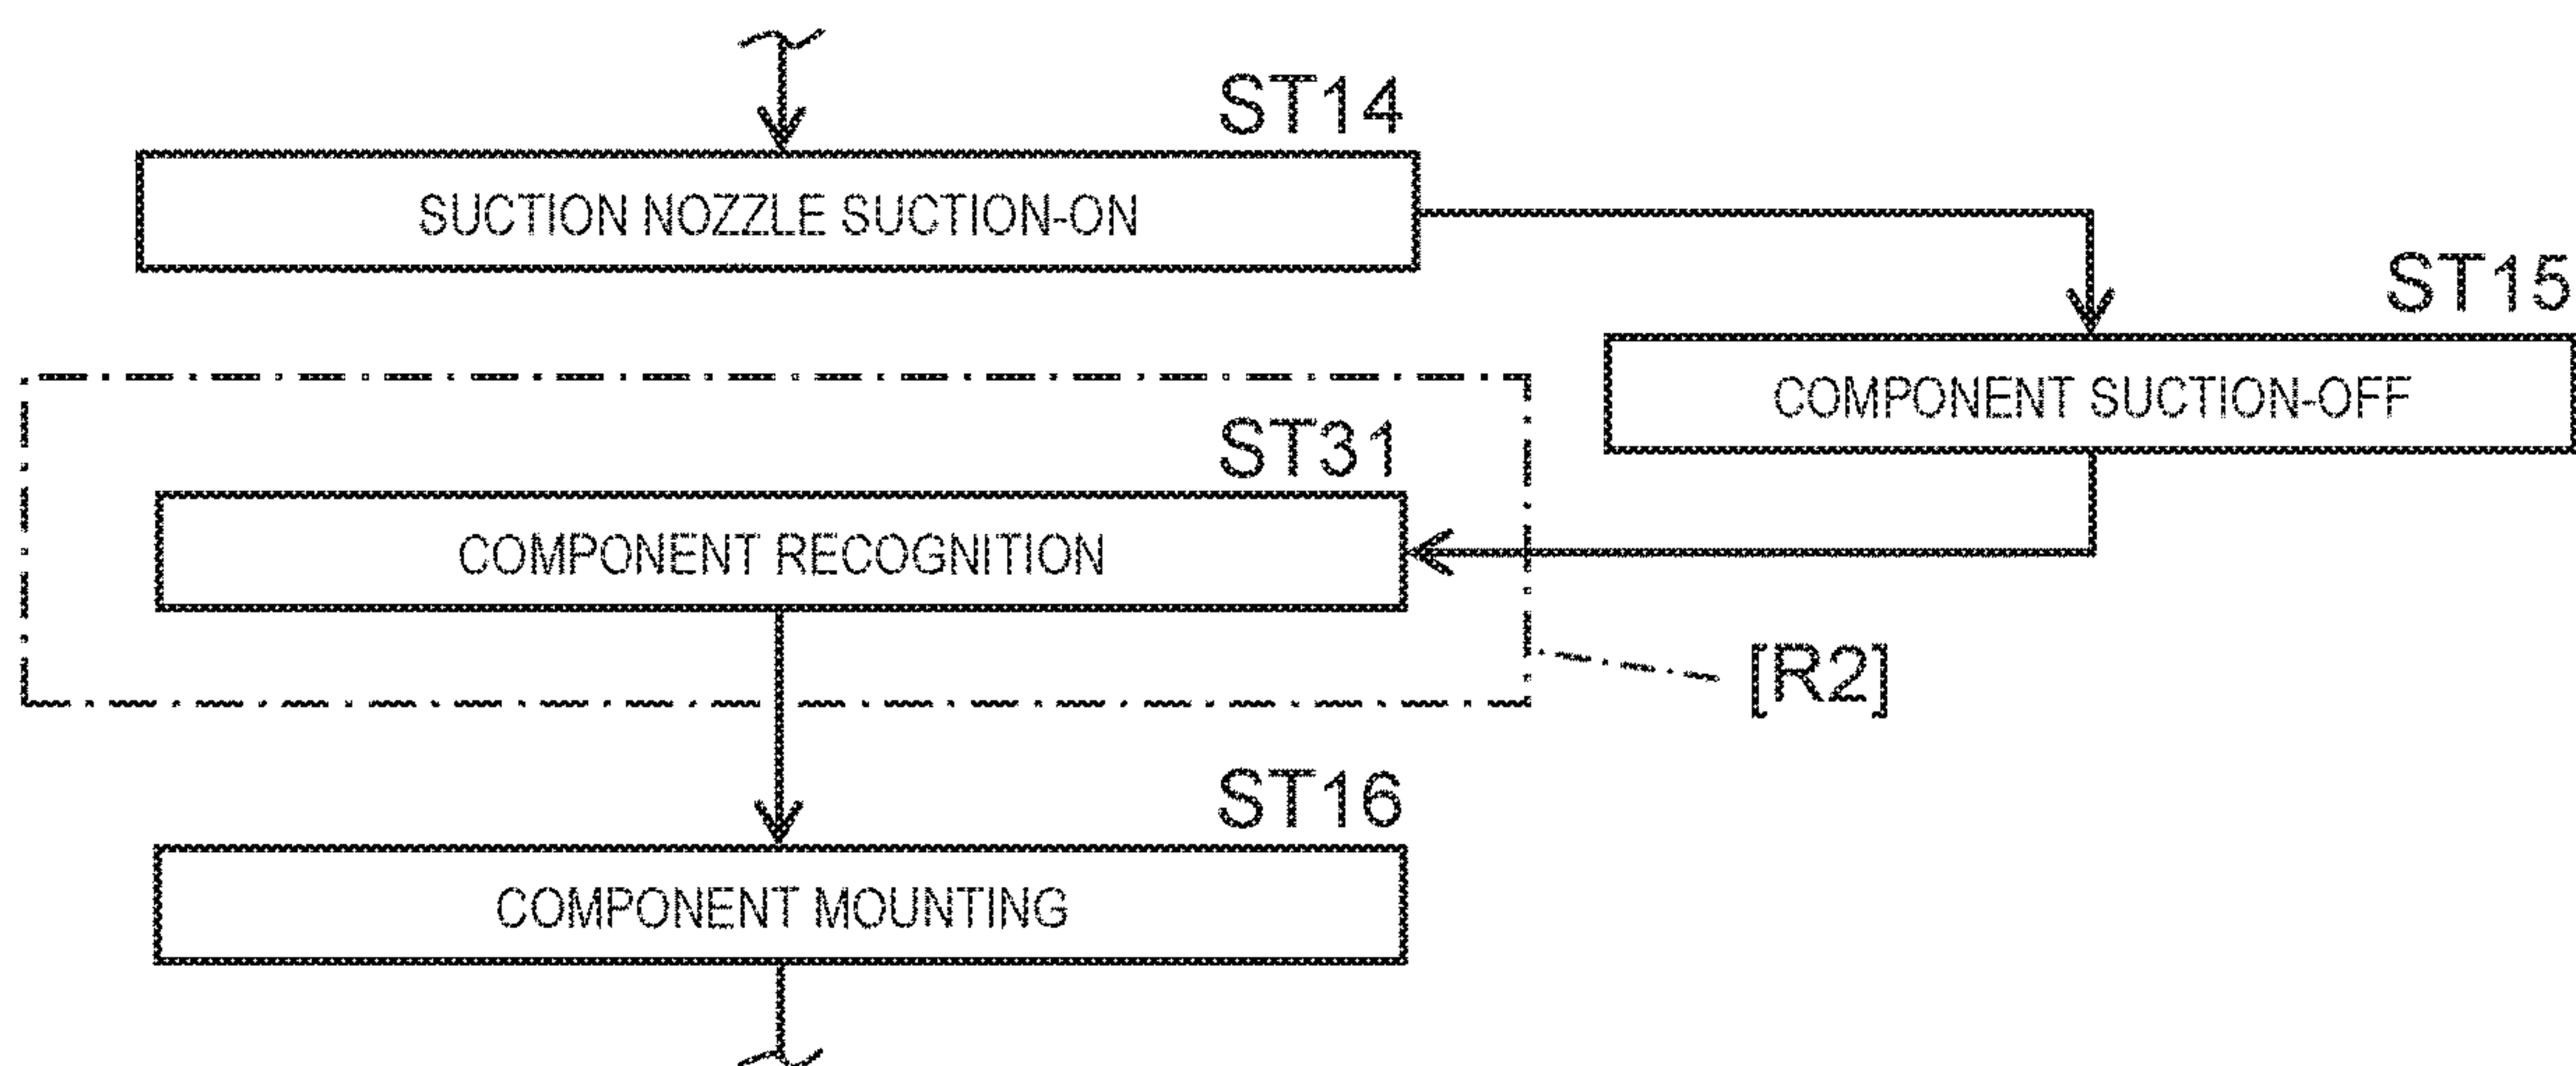 ST14
SUCTION NOZZLE SUCTION-ON
ST15
COMPONENT SUCTION-OFF
ST31
COMPONENT RECOGNITION
[R2]
ST16
COMPONENT MOUNTING